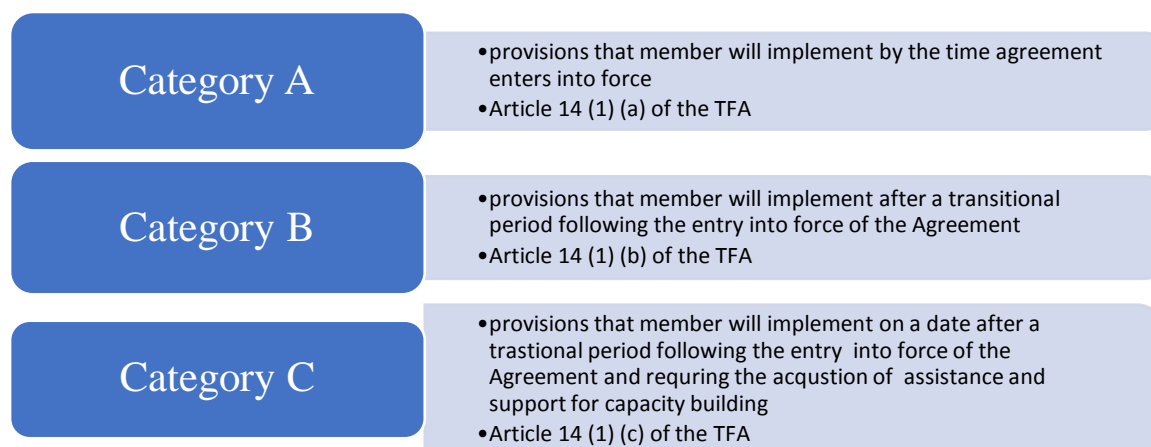 Category A
•provisions that member will implement by the time agreement
enters into force
•Article 14 (1) (a) of the TFA
Category B
•provisions that member will implement after a transitional
period following the entry into force of the Agreement
•Article 14 (1) (b) of the TFA
Category C
•provisions that member will implement on a date after a
trastional period following the entry into force of the
Agreement and requring the acqustion of assistance and
support for capacity building
•Article 14 (1) (c) of the TFA